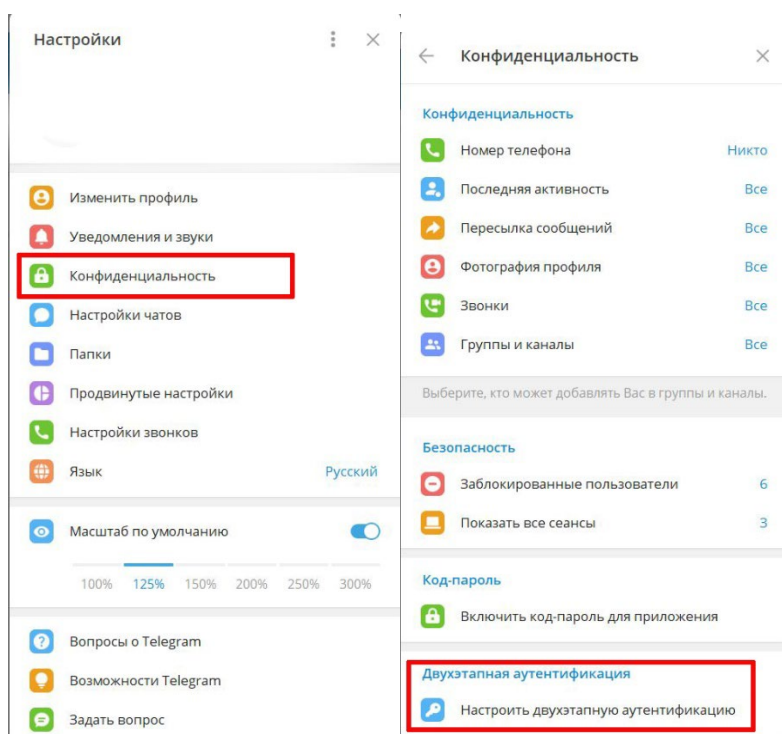 Настройки
Изменить профиль
Уведомления и звуки
Конфиденциальность
Настройки чатов
Папки
Продвинутые настройки
Настройки звонков
Язык Русский
Масштаб по умолчанию
100% 125% 150% 200% 250% 300%
Вопросы о Telegram
Возможности Telegram
Задать вопрос
Конфиденциальность
Конфиденциальность
Номер телефона Никто
Последняя активность Все
Пересылка сообщений Все
Фотография профиля Все
Звонки Все
Группы и каналы Все
Выберите, кто может добавлять Вас в группы и каналы.
Безопасность
Заблокированные пользователи 6
Показать все сеансы 3
Код-пароль
Включить код-пароль для приложения
Двухэтапная аутентификация
Настроить двухэтапную аутентификацию